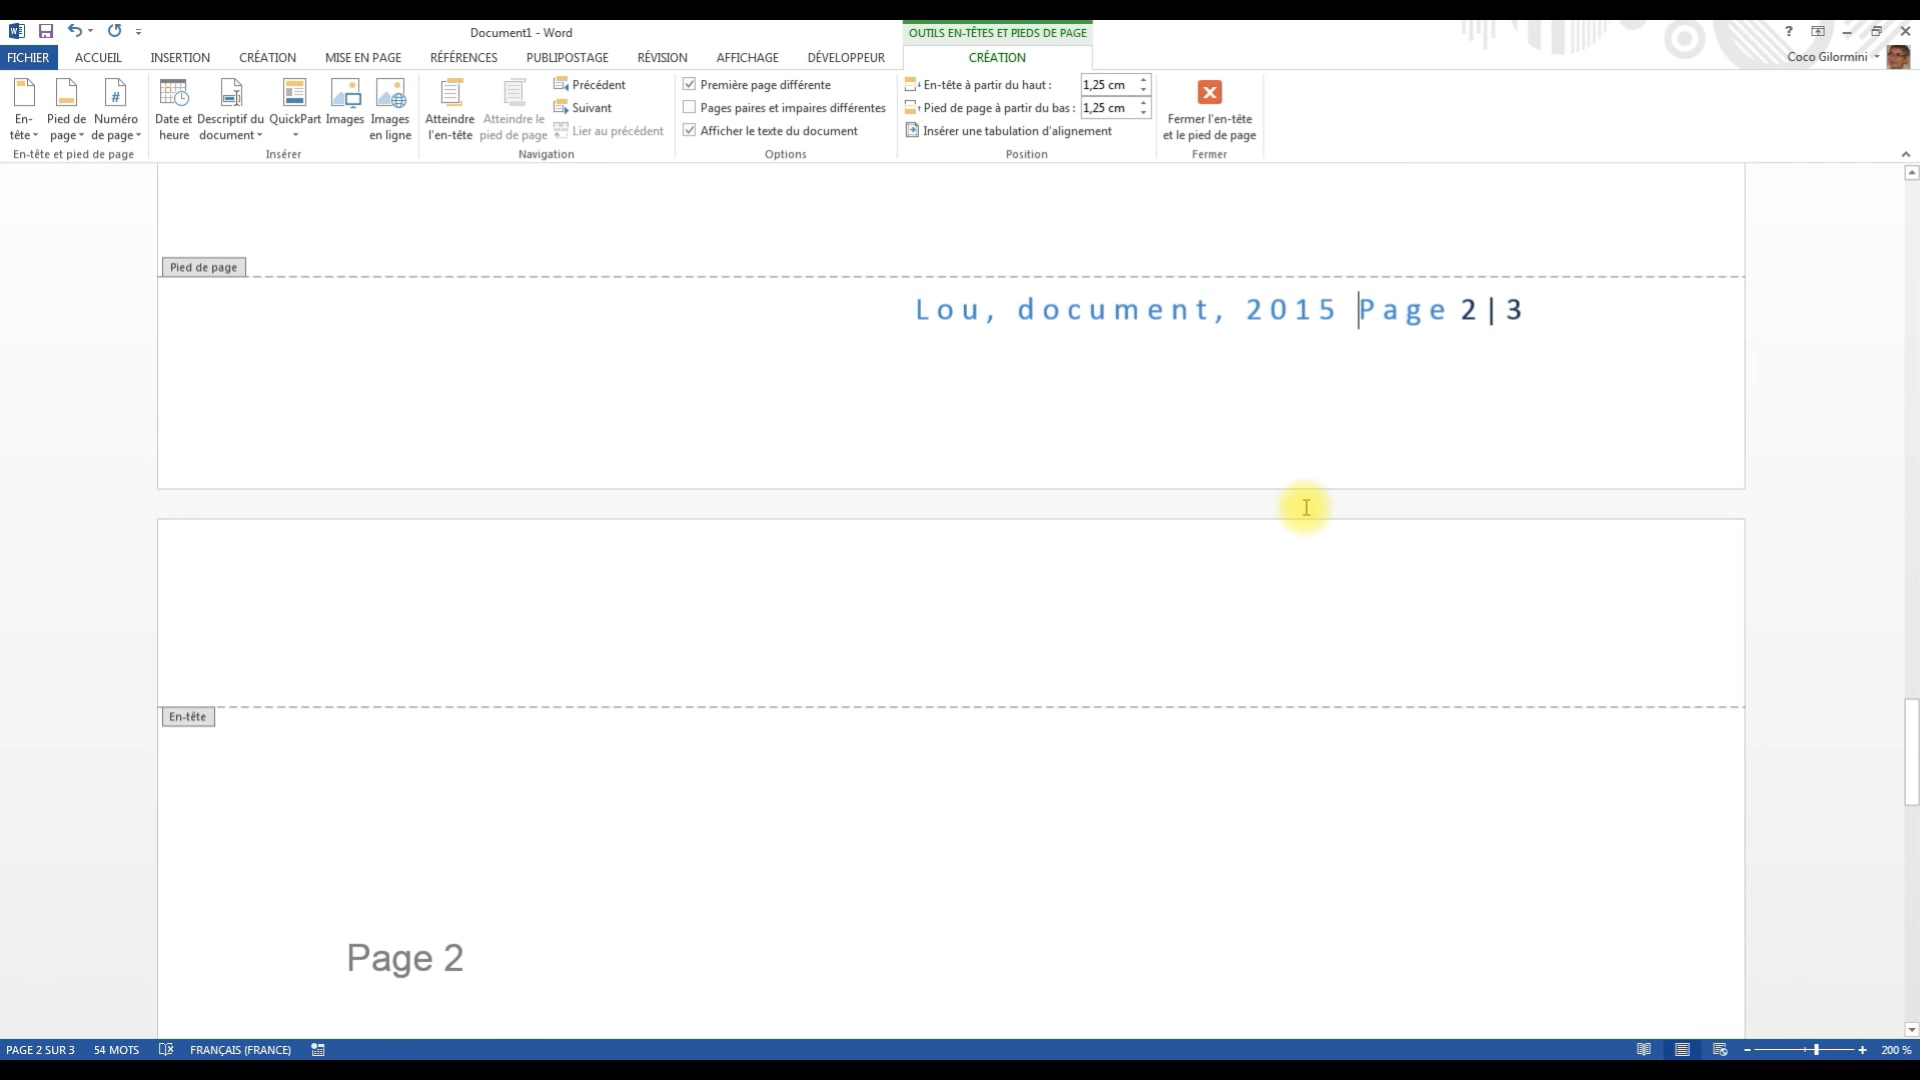 Document1 - Word
OUTILS EN-TÊTES ET PIEDS DE PAGE
?
FICHIER ACCUEIL INSERTION CRÉATION MISE EN PAGE RÉFÉRENCES PUBLIPOSTAGE RÉVISION AFFICHAGE DÉVELOPPEUR CRÉATION Coco Gilormini
En-tête
Pied de page
Numéro de page
En-tête et pied de page
Date et heure
Descriptif du document
QuickPart
Images
Images en ligne
Insérer
Atteindre l'en-tête
Atteindre le pied de page
Précédent
Suivant
Lier au précédent
Navigation
Première page différente
Pages paires et impaires différentes
Afficher le texte du document
Options
En-tête à partir du haut : 1,25 cm
Pied de page à partir du bas : 1,25 cm
Insérer une tabulation d'alignement
Position
Fermer l'en-tête et le pied de page
Fermer
Pied de page
Lou, document, 2015 Page 2|3
En-tête
Page 2
PAGE 2 SUR 3 54 MOTS FRANÇAIS (FRANCE) 200 %